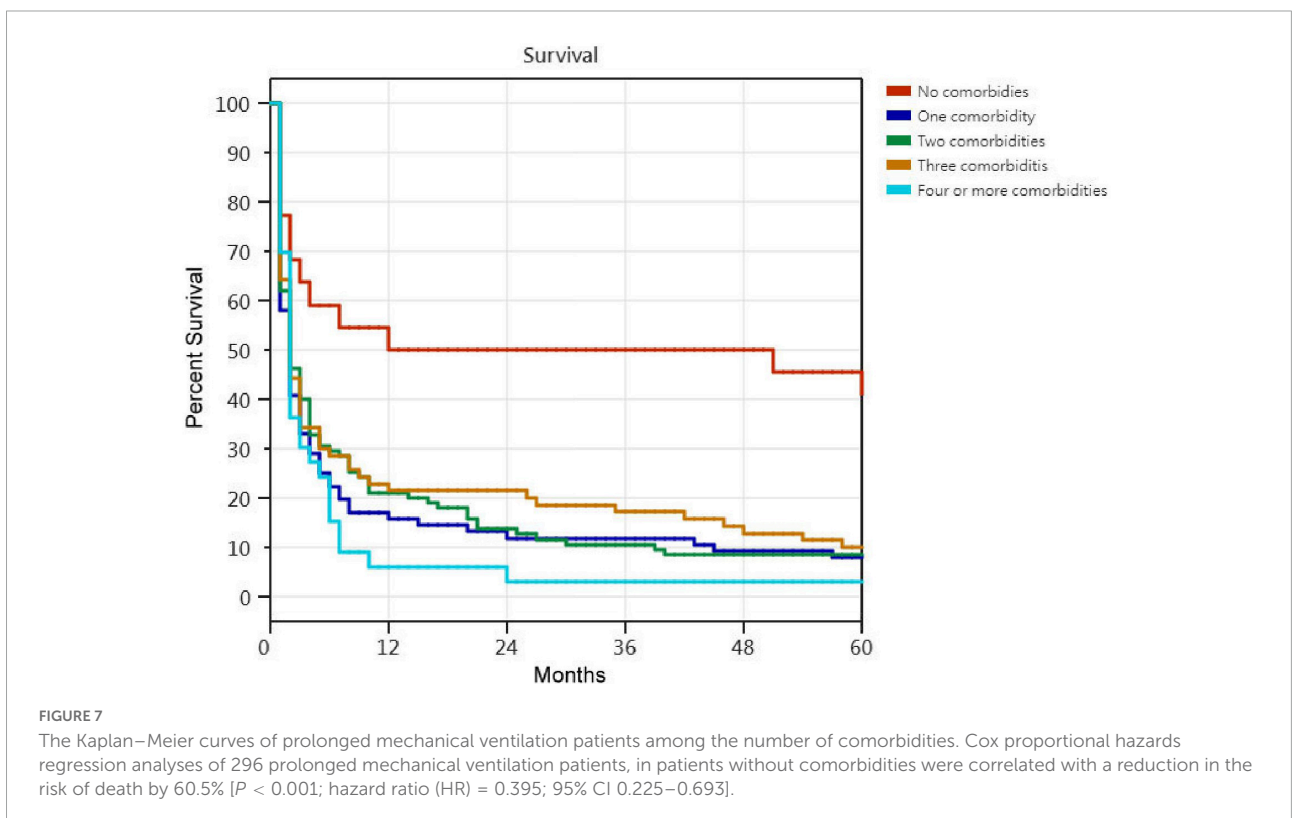 Survival
100
90
80
70
60
50
40
30
20
10
0
Percent Survival
0 12 24 36 48 60
Months
No comorbidies
One comorbidity
Two comorbidities
Three comorbiditis
Four or more comorbidities
FIGURE 7
The Kaplan–Meier curves of prolonged mechanical ventilation patients among the number of comorbidities. Cox proportional hazards
regression analyses of 296 prolonged mechanical ventilation patients, in patients without comorbidities were correlated with a reduction in the
risk of death by 60.5% [P < 0.001; hazard ratio (HR) = 0.395; 95% CI 0.225–0.693].